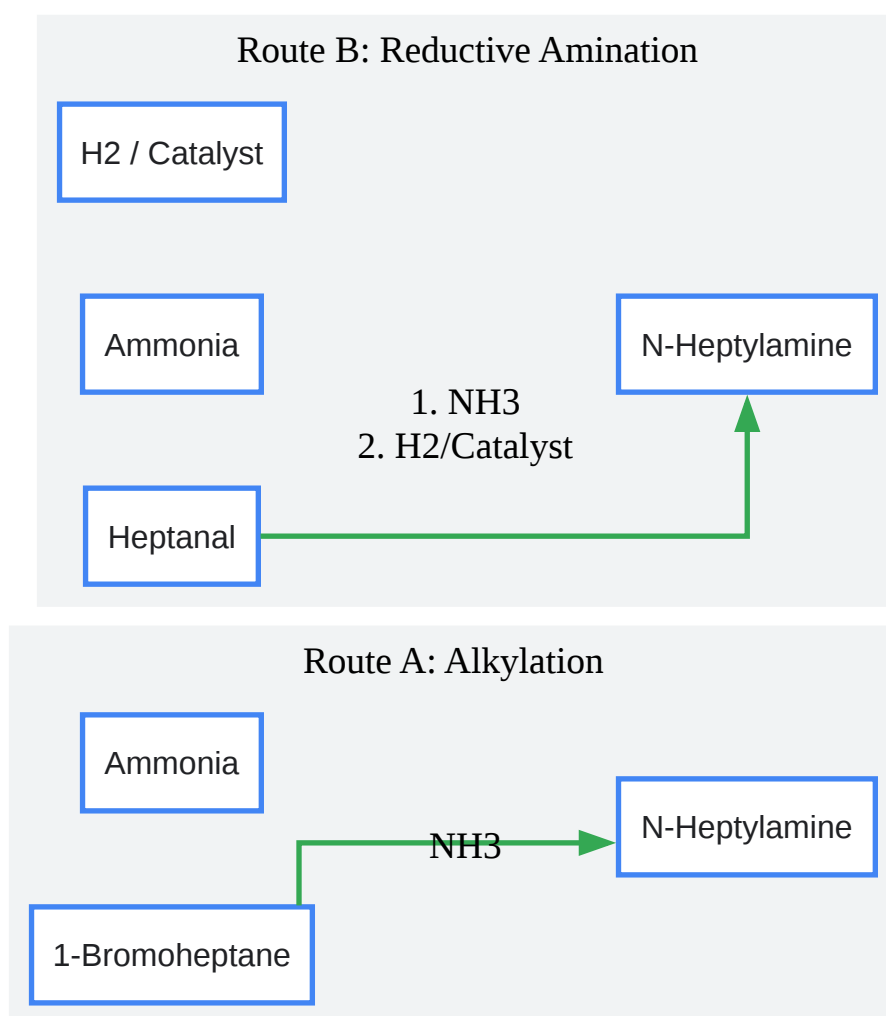 Route B: Reductive Amination
H2 / Catalyst
Ammonia
N-Heptylamine
1. NH3
2. H2/Catalyst
Heptanal
Route A: Alkylation
Ammonia
N-Heptylamine
NH3
1-Bromoheptane